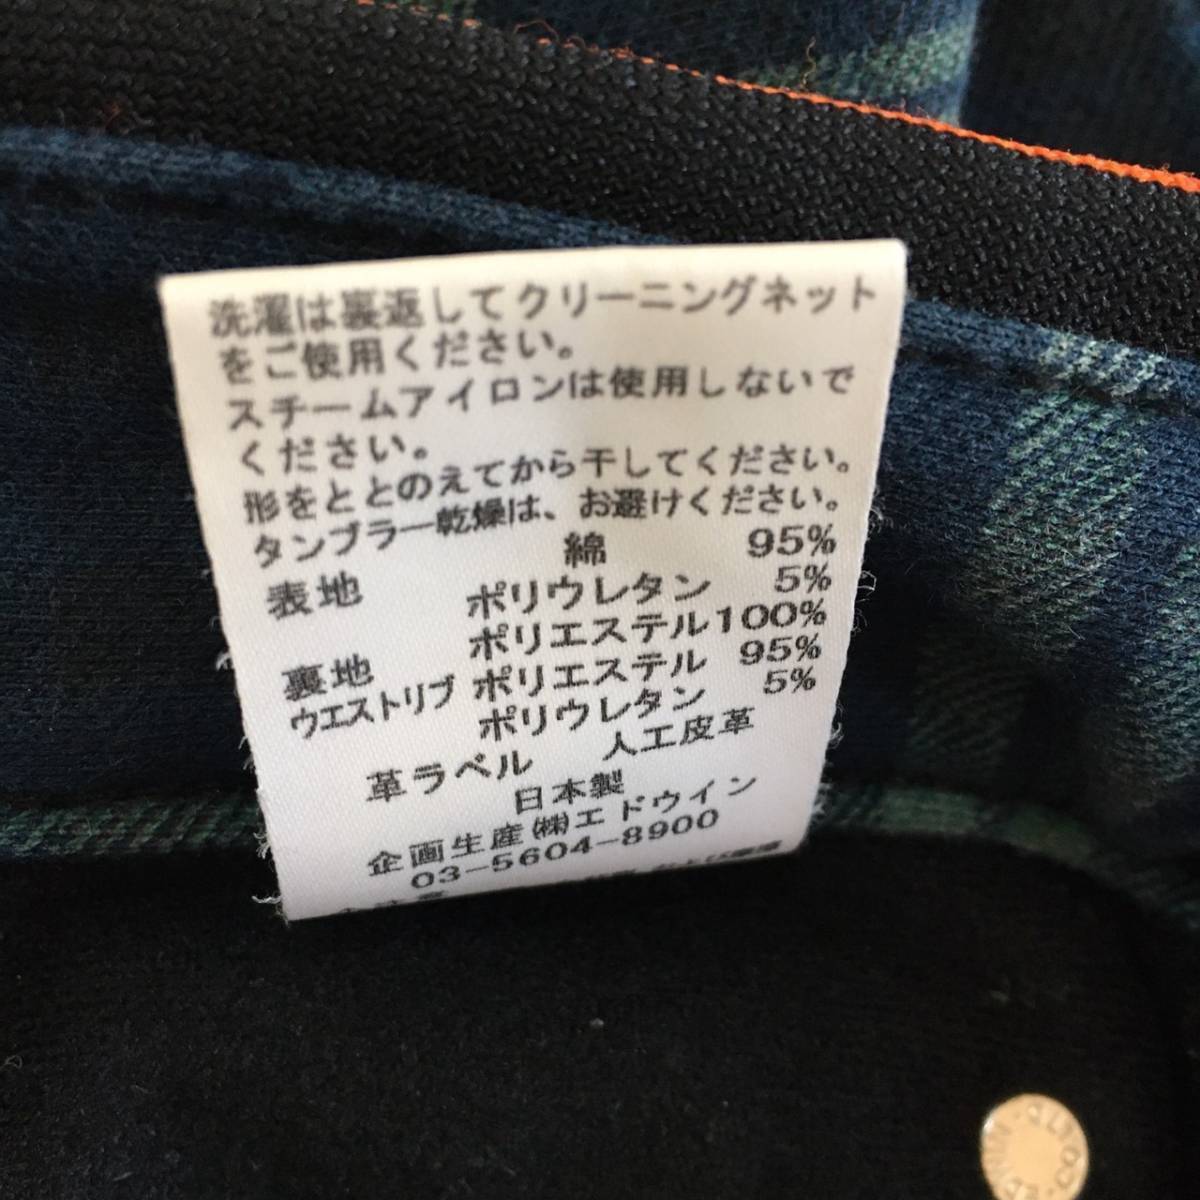 洗濯は裏返してクリーニングネット
をご使用ください。
スチームアイロンは使用しないで
ください。
形をととのえてから干してください。
タンブラー乾燥は、お避けください。
表地 綿 95%
ポリウレタン 5%
裏地 ポリエステル 100%
ウエストリブ ポリエステル 95%
ポリウレタン 5%
革ラベル 人工皮革
日本製
企画生産㈱エドウイン
03-5604-8900